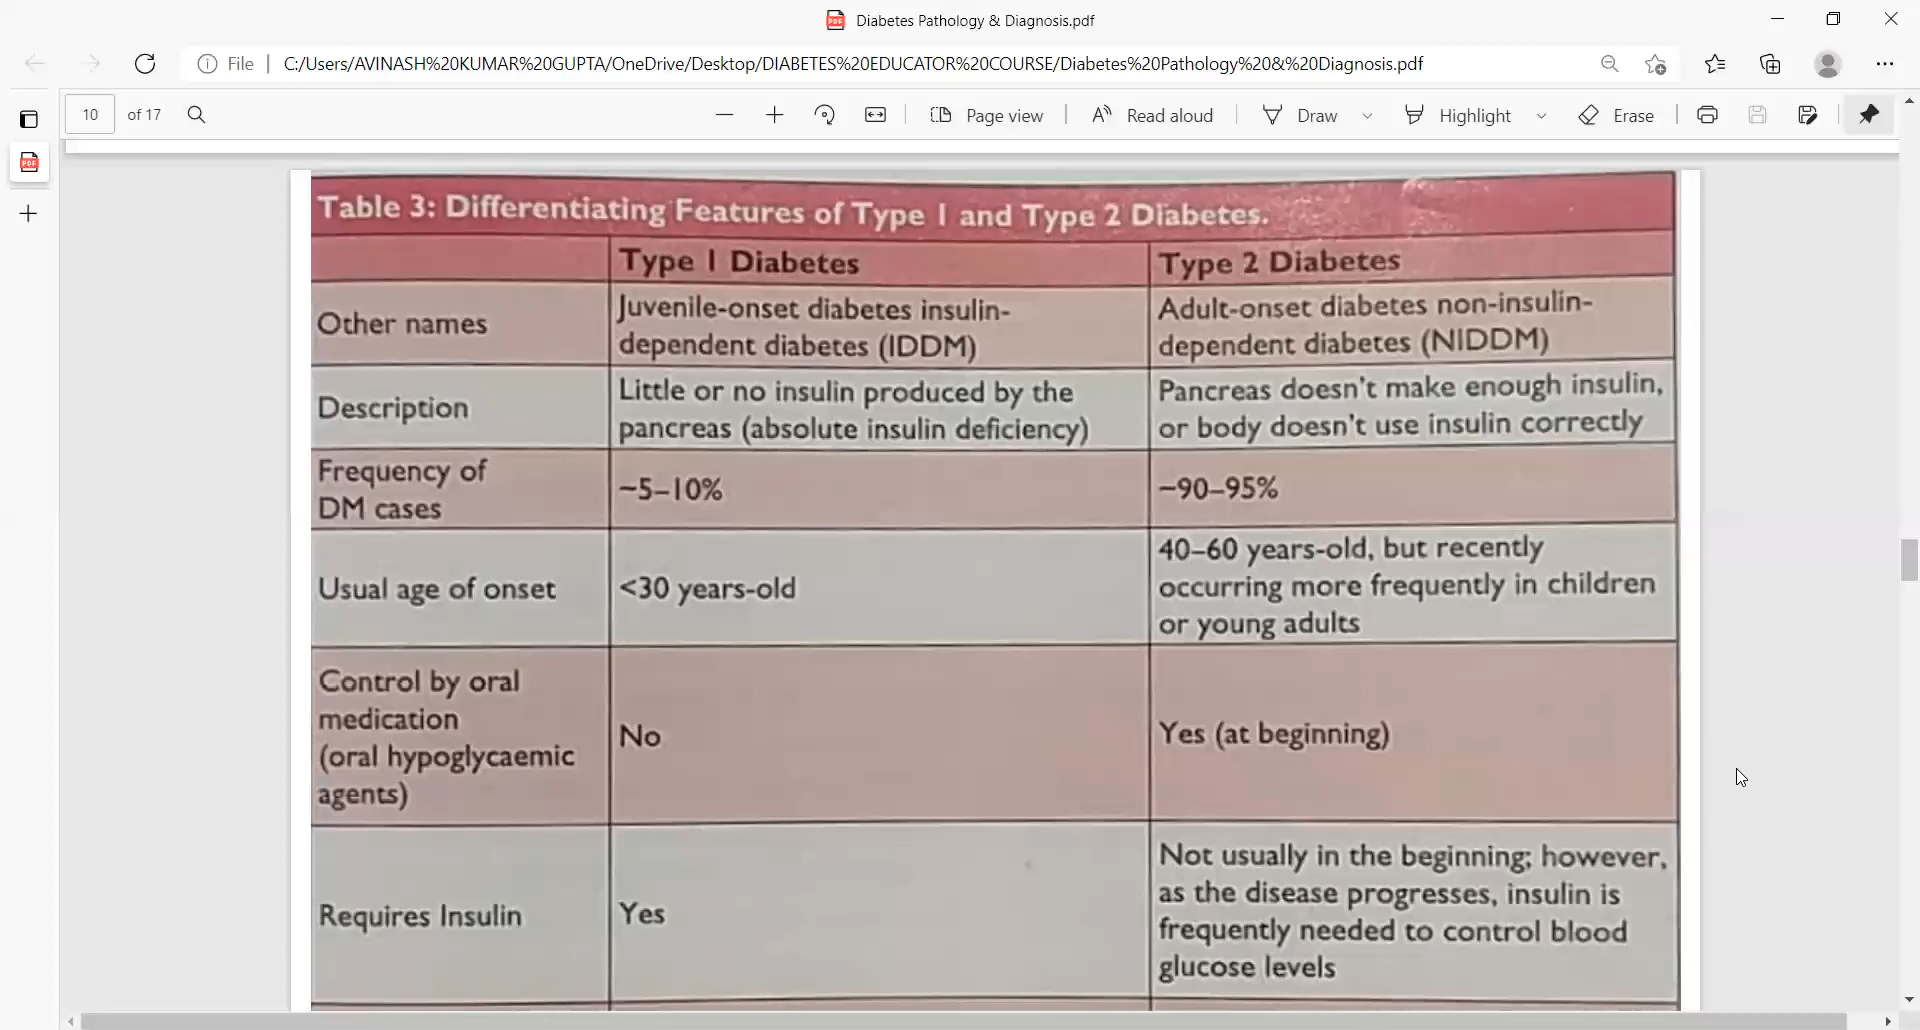 Diabetes Pathology & Diagnosis.pdf
File
C:/Users/AVINASH%20KUMAR%20GUPTA/OneDrive/Desktop/DIABETES%20EDUCATOR%20COURSE/Diabetes%20Pathology%20&%20Diagnosis.pdf
10
of 17
Page view
Read aloud
Draw
Highlight
Erase
Table 3: Differentiating Features of Type 1 and Type 2 Diabetes.
Type 1 Diabetes
Type 2 Diabetes
Other names
Juvenile-onset diabetes insulin-
dependent diabetes (IDDM)
Adult-onset diabetes non-insulin-
dependent diabetes (NIDDM)
Description
Little or no insulin produced by the
pancreas (absolute insulin deficiency)
Pancreas doesn't make enough insulin,
or body doesn't use insulin correctly
Frequency of
DM cases
~5–10%
~90–95%
Usual age of onset
<30 years-old
40–60 years-old, but recently
occurring more frequently in children
or young adults
Control by oral
medication
(oral hypoglycaemic
agents)
No
Yes (at beginning)
Requires Insulin
Yes
Not usually in the beginning; however,
as the disease progresses, insulin is
frequently needed to control blood
glucose levels